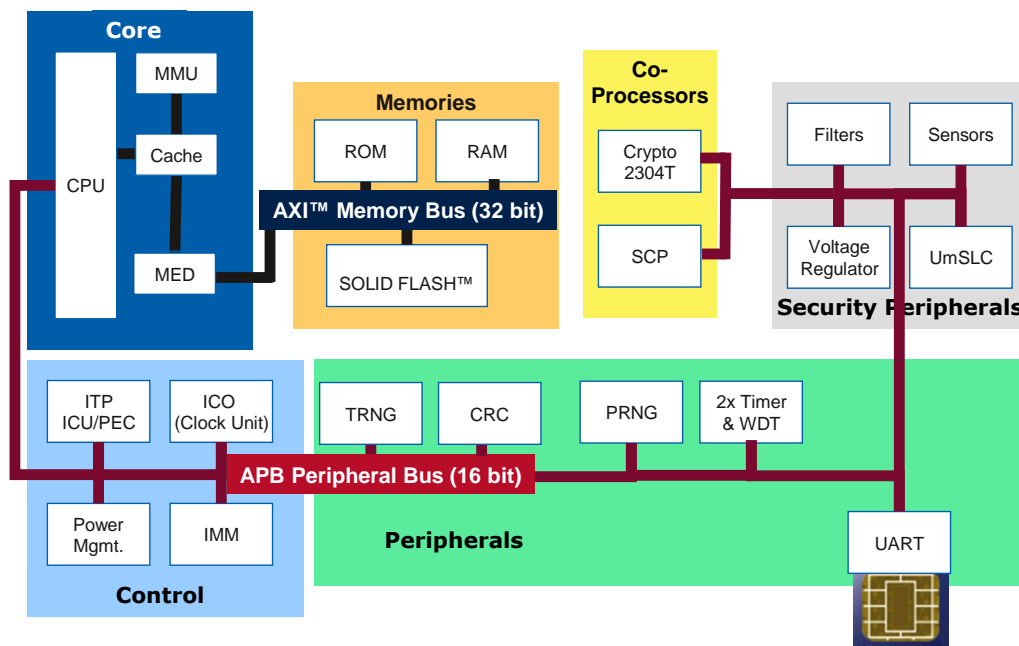 Core
CPU
MMU
Cache
MED
Memories
ROM
RAM
AXI™ Memory Bus (32 bit)
SOLID FLASH™
Co-
Processors
Crypto
2304T
SCP
Filters
Sensors
Voltage
Regulator
UmSLC
Security Peripherals
ITP
ICU/PEC
ICO
(Clock Unit)
Power
Mgmt.
IMM
Control
TRNG
CRC
PRNG
2x Timer
& WDT
APB Peripheral Bus (16 bit)
Peripherals
UART